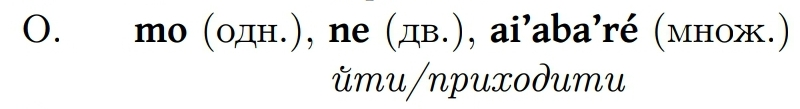 O. mo (одн.), ne (дв.), ai’aba’ré (множ.)
йти/приходити